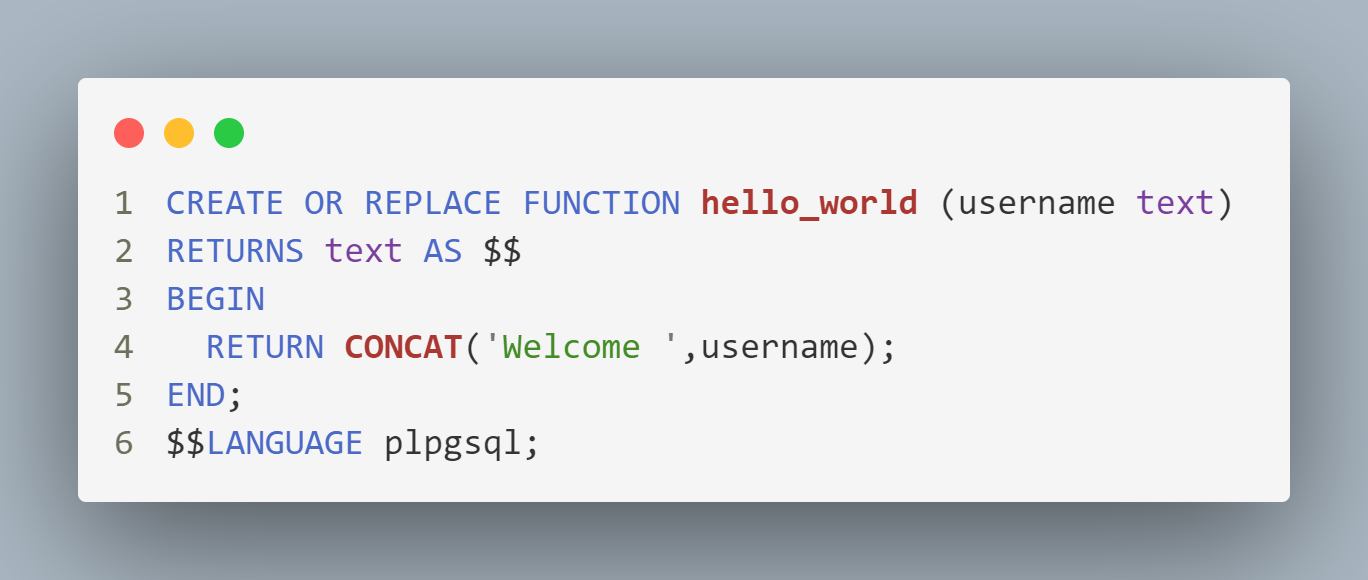 1 CREATE OR REPLACE FUNCTION hello_world (username text)
2 RETURNS text AS $$
3 BEGIN
4   RETURN CONCAT('Welcome ',username);
5 END;
6 $$LANGUAGE plpgsql;